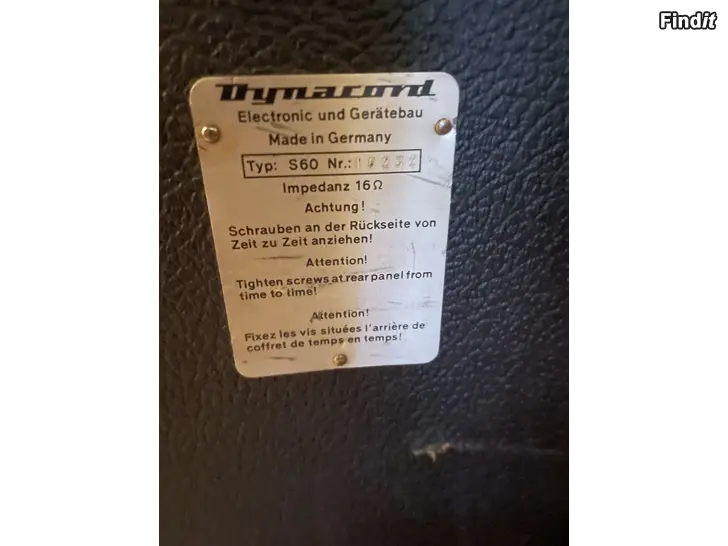 Findit
Dynacord
Electronic und Gerätebau
Made in Germany
Typ: S60 Nr.:
Impedanz 16Ω
Achtung!
Schrauben an der Rückseite von
Zeit zu Zeit anziehen!
Attention!
Tighten screws at rear panel from
time to time!
Attention!
Fixez les vis situées l'arrière de
coffret de temps en temps!